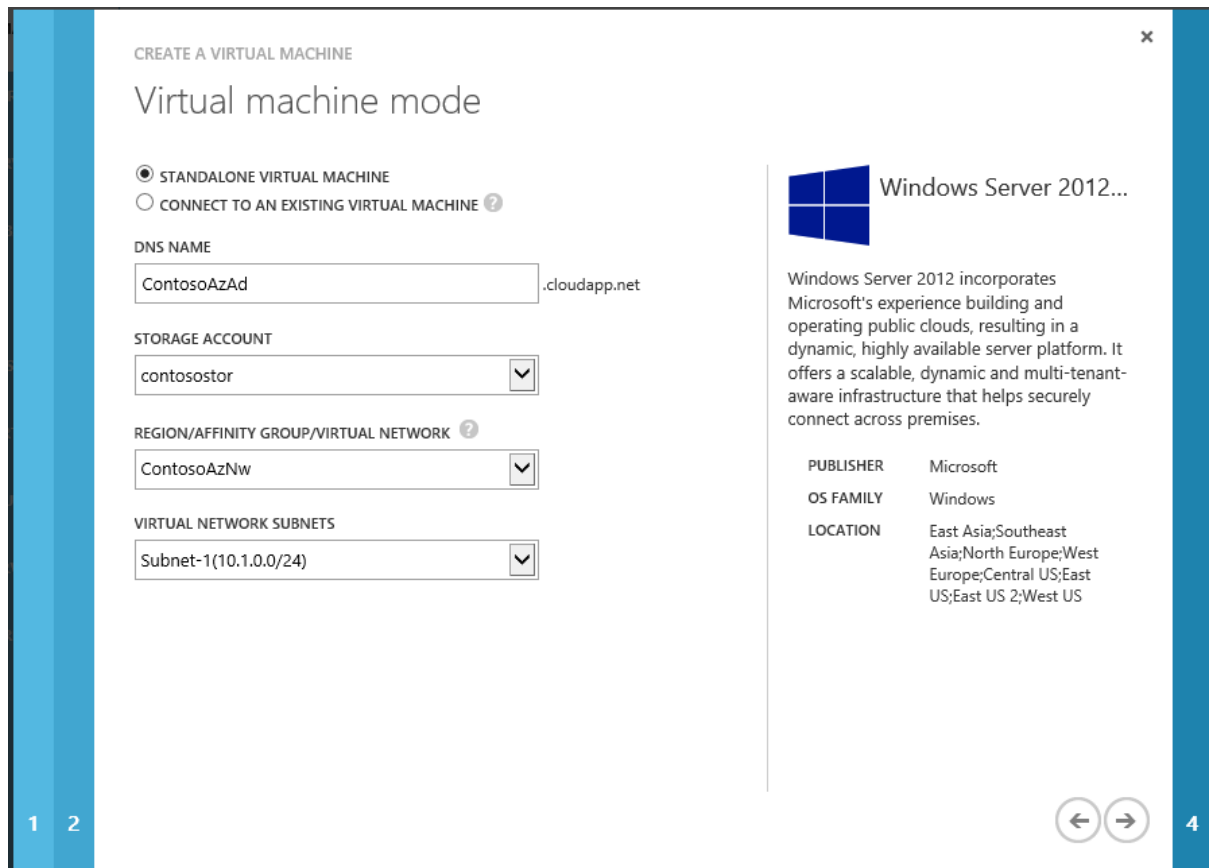 CREATE A VIRTUAL MACHINE
Virtual machine mode
STANDALONE VIRTUAL MACHINE
CONNECT TO AN EXISTING VIRTUAL MACHINE ?
DNS NAME
ContosoAzAd .cloudapp.net
STORAGE ACCOUNT
contosostor
REGION/AFFINITY GROUP/VIRTUAL NETWORK ?
ContosoAzNw
VIRTUAL NETWORK SUBNETS
Subnet-1(10.1.0.0/24)
Windows Server 2012...
Windows Server 2012 incorporates
Microsoft's experience building and
operating public clouds, resulting in a
dynamic, highly available server platform. It
offers a scalable, dynamic and multi-tenant-
aware infrastructure that helps securely
connect across premises.
PUBLISHER Microsoft
OS FAMILY Windows
LOCATION East Asia;Southeast
Asia;North Europe;West
Europe;Central US;East
US;East US 2;West US
1 2 4